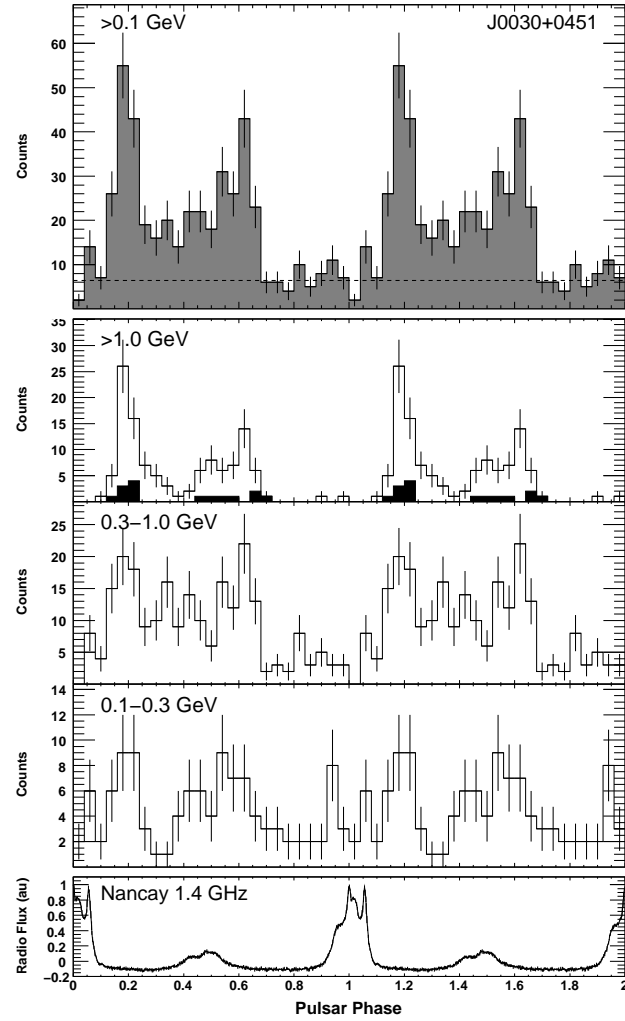 >0.1 GeV J0030+0451
60
50
40
30
20
10
Counts
>1.0 GeV
35
30
25
20
15
10
5
Counts
0.3−1.0 GeV
25
20
15
10
5
Counts
0.1−0.3 GeV
14
12
10
8
6
4
2
Counts
Nancay 1.4 GHz
1
0.8
0.6
0.4
0.2
0
−0.2
Radio Flux (au)
0 0.2 0.4 0.6 0.8 1 1.2 1.4 1.6 1.8 2
Pulsar Phase